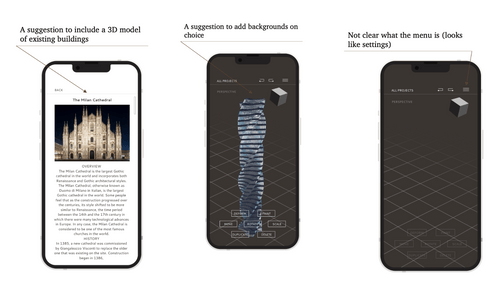 A suggestion to include a 3D model
of existing buildings
A suggestion to add backgrounds on
choice
Not clear what the menu is (looks
like settings)
BACK
The Milan Cathedral
OVERVIEW
The Milan Cathedral is the largest Gothic
cathedral in the world and incorporates both
Renaissance and Gothic architectural styles.
The Milan Cathedral, otherwise known as
Duomo di Milano in Italian, is the largest
Gothic cathedral in the world. Some people
feel that as the construction progressed over
the centuries, its style shifted to be more
similar to Renaissance, the time period
between the 14th and the 17th century in
which there were many technological advances
in Europe. In any case, the Milan Cathedral is
considered to be one of the most famous
churches in the world.
HISTORY
In 1386, a new cathedral was commissioned
by Giangaleazzo Visconti to replace the older
one that was existing on the site. Construction
began in 1386.
ALL PROJECTS
PERSPECTIVE
MOVE
SCALE
ALL PROJECTS
PERSPECTIVE